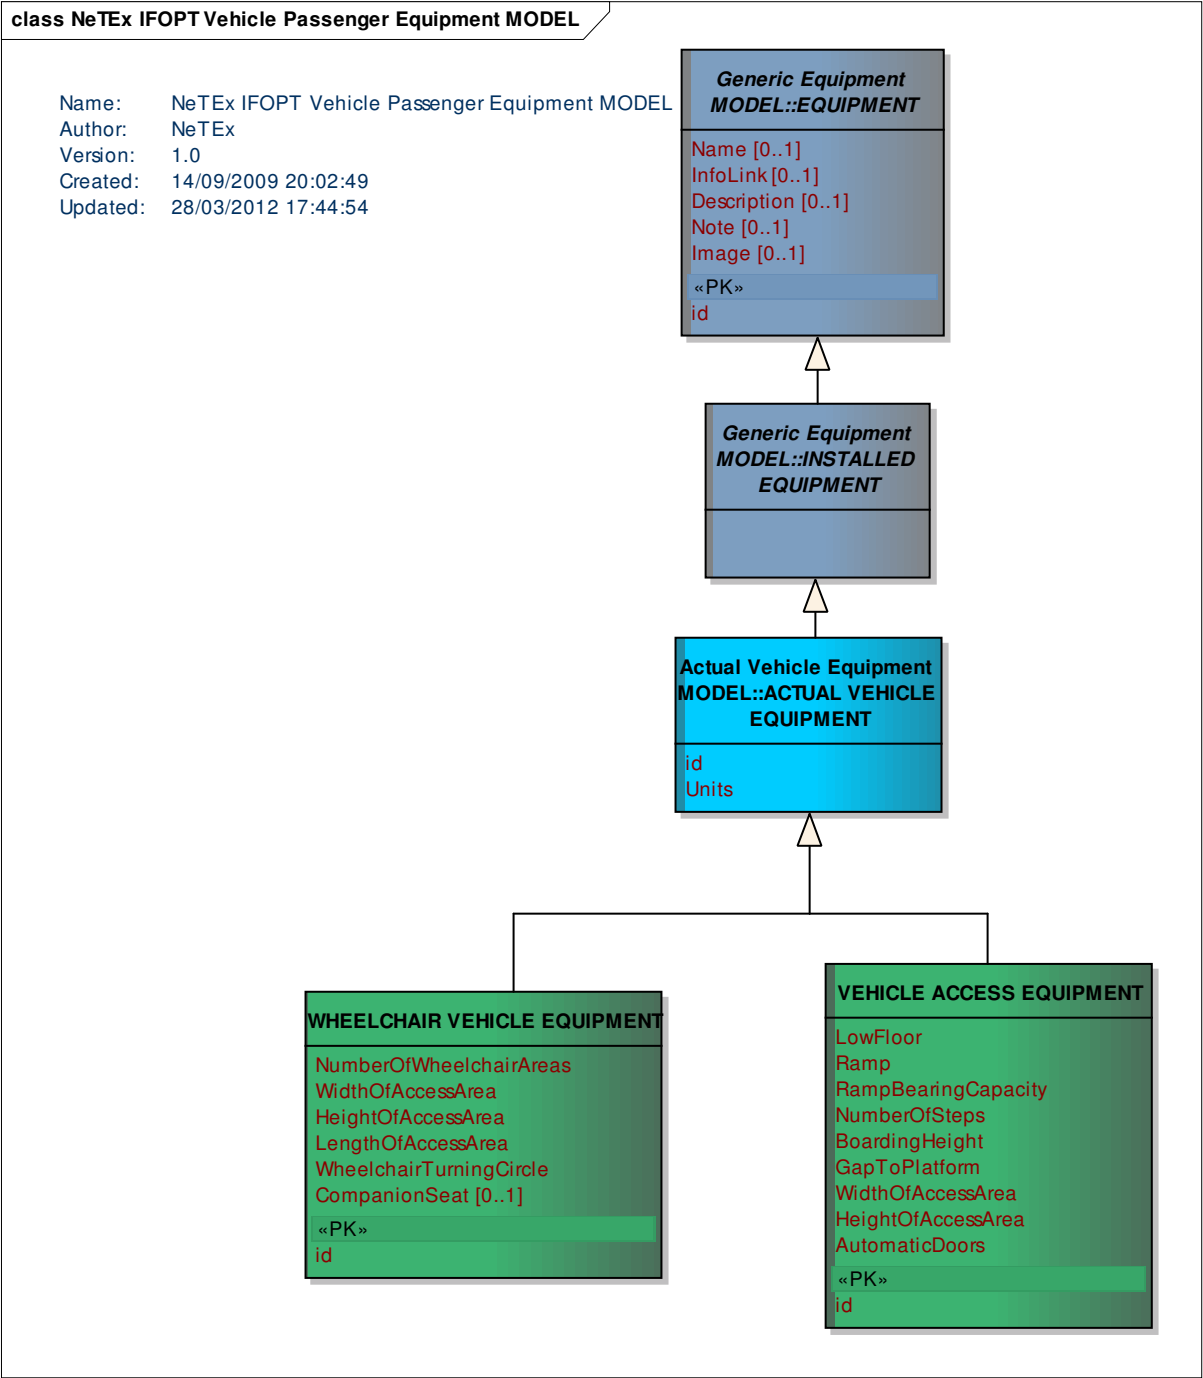 class NeTEx IFOPT Vehicle Passenger Equipment MODEL
Name: NeTEx IFOPT Vehicle Passenger Equipment MODEL
Author: NeTEx
Version: 1.0
Created: 14/09/2009 20:02:49
Updated: 28/03/2012 17:44:54
Generic Equipment
MODEL::EQUIPMENT
Name [0..1]
InfoLink [0..1]
Description [0..1]
Note [0..1]
Image [0..1]
«PK»
id
Generic Equipment
MODEL::INSTALLED
EQUIPMENT
Actual Vehicle Equipment
MODEL::ACTUAL VEHICLE
EQUIPMENT
id
Units
WHEELCHAIR VEHICLE EQUIPMENT
NumberOfWheelchairAreas
WidthOfAccessArea
HeightOfAccessArea
LengthOfAccessArea
WheelchairTurningCircle
CompanionSeat [0..1]
«PK»
id
VEHICLE ACCESS EQUIPMENT
LowFloor
Ramp
RampBearingCapacity
NumberOfSteps
BoardingHeight
GapToPlatform
WidthOfAccessArea
HeightOfAccessArea
AutomaticDoors
«PK»
id